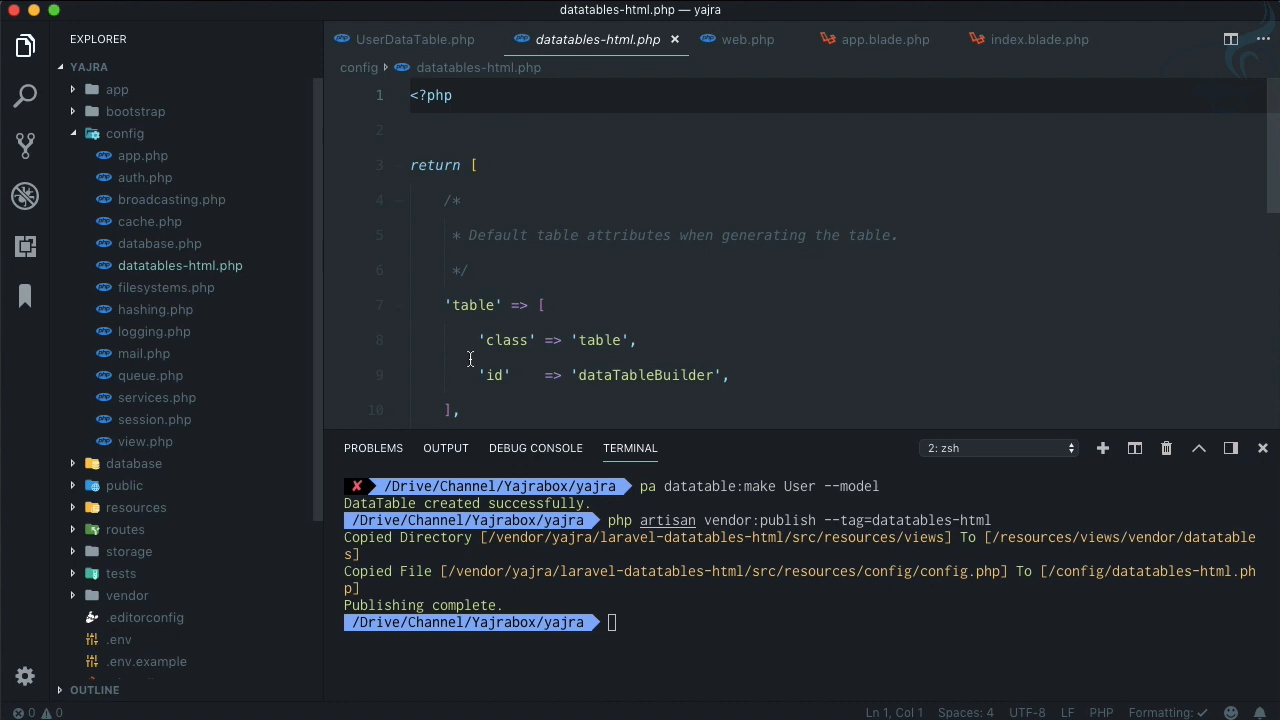 datatables-html.php — yajra
EXPLORER
YAJRA
app
bootstrap
config
app.php
auth.php
broadcasting.php
cache.php
database.php
datatables-html.php
filesystems.php
hashing.php
logging.php
mail.php
queue.php
services.php
session.php
view.php
database
public
resources
routes
storage
tests
vendor
.editorconfig
.env
.env.example
OUTLINE
UserDataTable.php datatables-html.php × web.php app.blade.php index.blade.php
config datatables-html.php
1 <?php
2
3 return [
4 /*
5 * Default table attributes when generating the table.
6 */
7 'table' => [
8 'class' => 'table',
9 'id' => 'dataTableBuilder',
10 ],
PROBLEMS OUTPUT DEBUG CONSOLE TERMINAL 2: zsh
✘ /Drive/Channel/Yajrabox/yajra pa datatable:make User --model
DataTable created successfully.
/Drive/Channel/Yajrabox/yajra php artisan vendor:publish --tag=datatables-html
Copied Directory [/vendor/yajra/laravel-datatables-html/src/resources/views] To [/resources/views/vendor/datatable
s]
Copied File [/vendor/yajra/laravel-datatables-html/src/resources/config/config.php] To [/config/datatables-html.ph
p]
Publishing complete.
/Drive/Channel/Yajrabox/yajra
0 0 Ln 1, Col 1 Spaces: 4 UTF-8 LF PHP Formatting: ✓